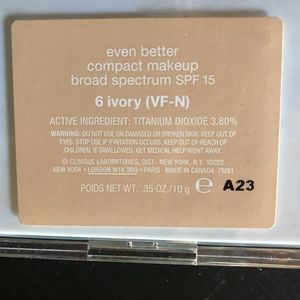 even better
compact makeup
broad spectrum SPF 15
6 ivory (VF-N)
ACTIVE INGREDIENT: TITANIUM DIOXIDE 3.80%
WARNING: DO NOT USE ON DAMAGED OR BROKEN SKIN. KEEP OUT OF
EYES. STOP USE IF IRRITATION OCCURS. KEEP OUT OF REACH OF
CHILDREN. IF SWALLOWED, GET MEDICAL HELP RIGHT AWAY.
© CLINIQUE LABORATORIES, DIST. NEW YORK, N.Y. 10022
NEW YORK • LONDON W1K 3BQ • PARIS MADE IN CANADA 7M81
POIDS NET WT. .35 OZ./10 g ℮ A23